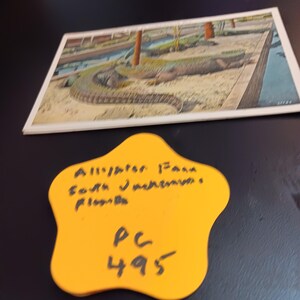 Alligator Farm
South Jacksonville
Florida
PC
495